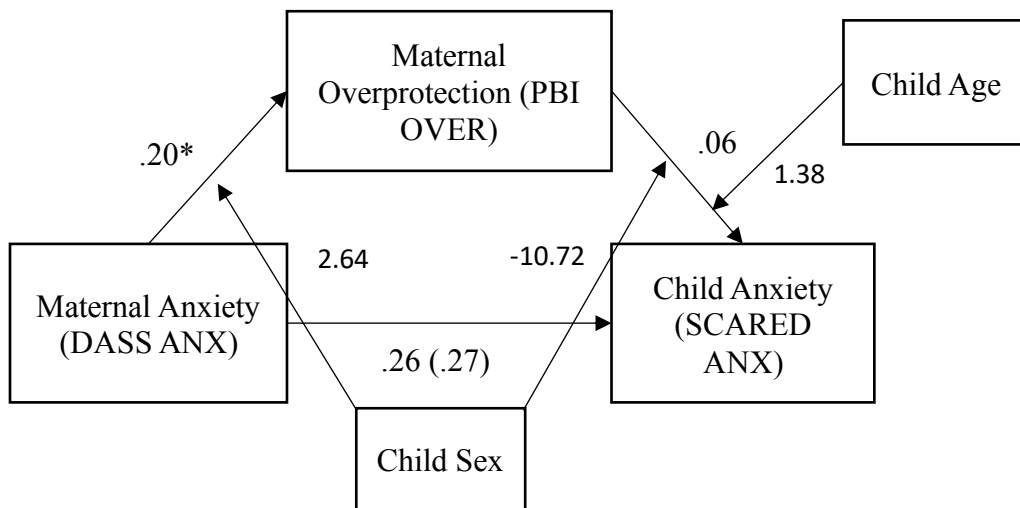 Maternal
Overprotection (PBI
OVER)
Child Age
.20*
.06
1.38
2.64
-10.72
Maternal Anxiety
(DASS ANX)
Child Anxiety
(SCARED
ANX)
.26 (.27)
Child Sex